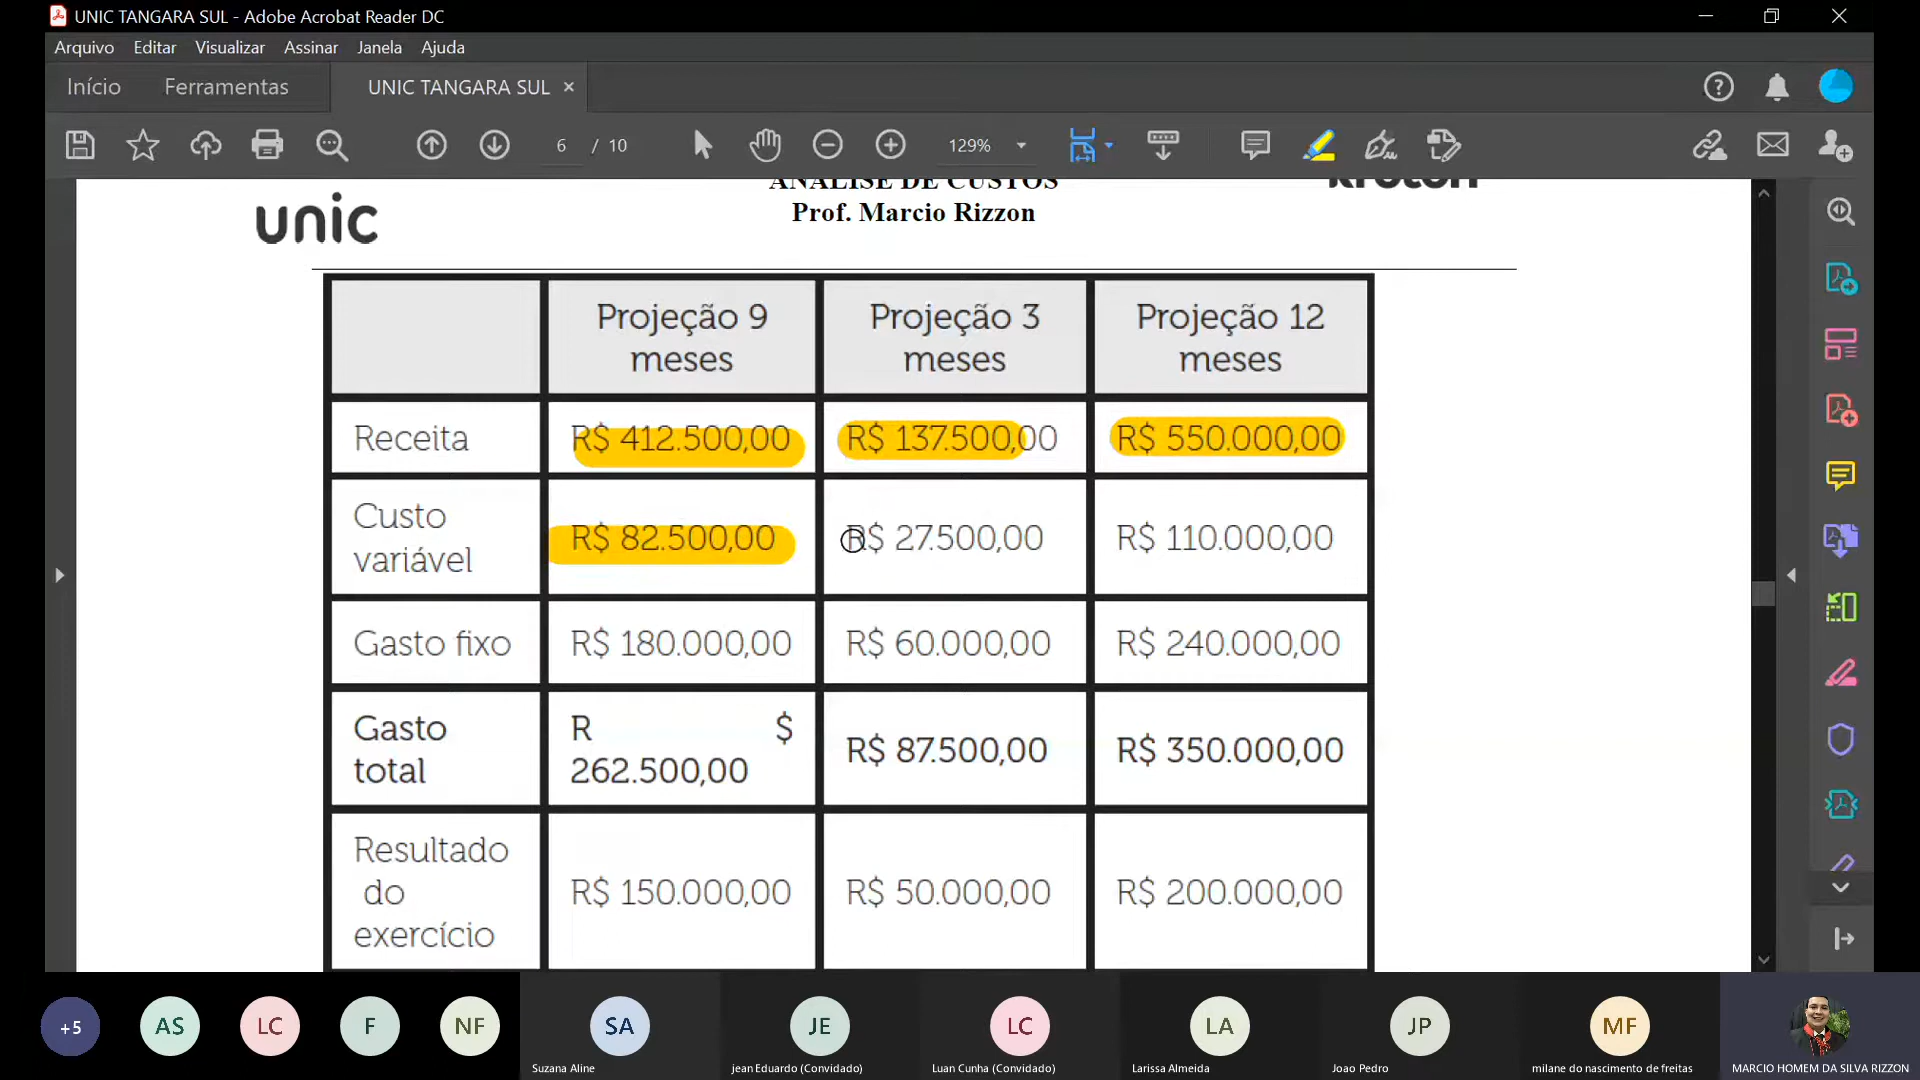 UNIC TANGARA SUL - Adobe Acrobat Reader DC
Arquivo Editar Visualizar Assinar Janela Ajuda
Início Ferramentas UNIC TANGARA SUL ×
6 / 10 129%
ANÁLISE DE CUSTOS
kroton
unic
Prof. Marcio Rizzon
Projeção 9 meses Projeção 3 meses Projeção 12 meses
Receita R$ 412.500,00 R$ 137.500,00 R$ 550.000,00
Custo variável R$ 82.500,00 R$ 27.500,00 R$ 110.000,00
Gasto fixo R$ 180.000,00 R$ 60.000,00 R$ 240.000,00
Gasto total R $ 262.500,00 R$ 87.500,00 R$ 350.000,00
Resultado do exercício R$ 150.000,00 R$ 50.000,00 R$ 200.000,00
+5 AS LC F NF SA JE LC LA JP MF
Suzana Aline jean Eduardo (Convidado) Luan Cunha (Convidado) Larissa Almeida Joao Pedro milane do nascimento de freitas MARCIO HOMEM DA SILVA RIZZON